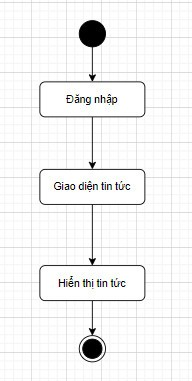 Đăng nhập
Giao diện tin tức
Hiển thị tin tức